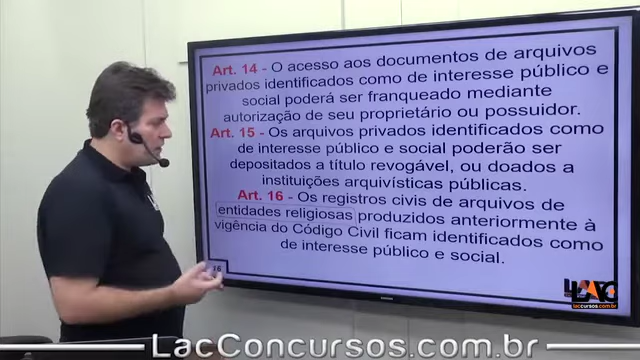 Art. 14 - O acesso aos documentos de arquivos
privados identificados como de interesse público e
social poderá ser franqueado mediante
autorização de seu proprietário ou possuidor.
Art. 15 - Os arquivos privados identificados como
de interesse público e social poderão ser
depositados a título revogável, ou doados a
instituições arquivísticas públicas.
Art. 16 - Os registros civis de arquivos de
entidades religiosas produzidos anteriormente à
vigência do Código Civil ficam identificados como
de interesse público e social.
16
LAC
laccursos.com.br
LacConcursos.com.br